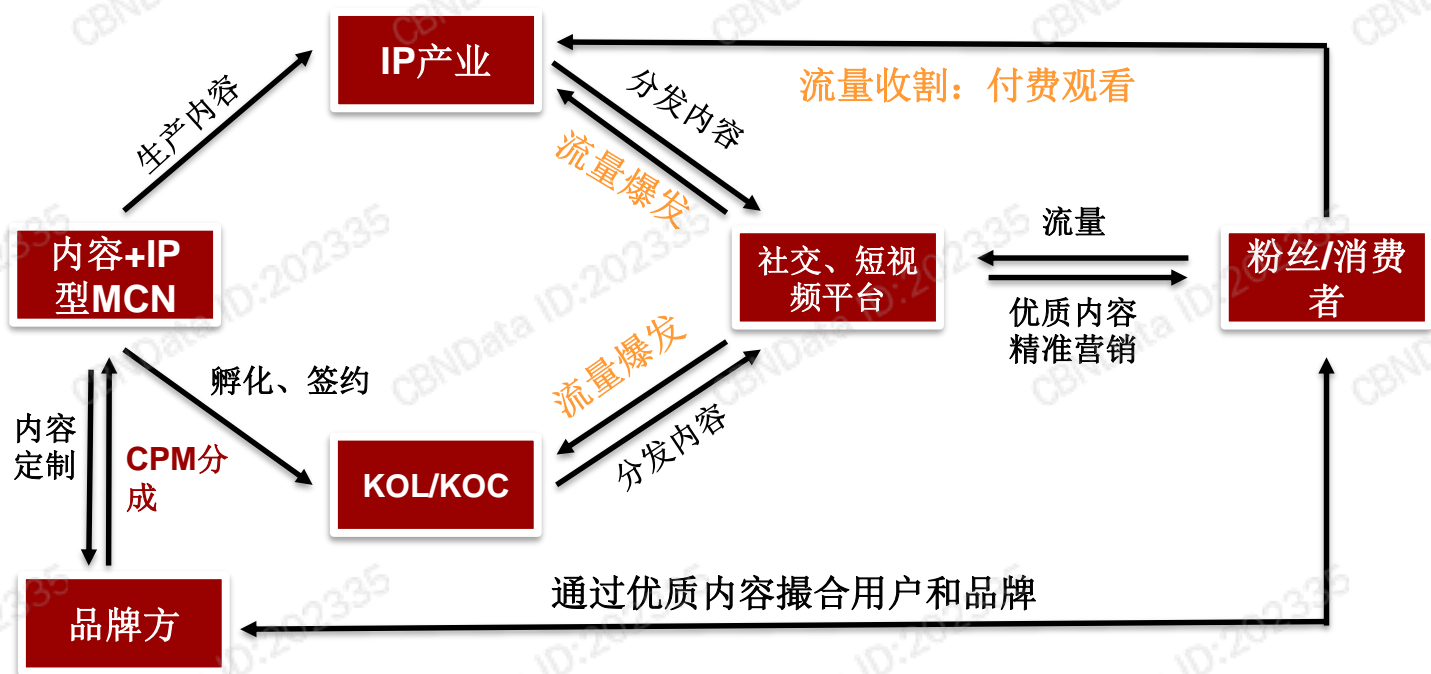 IP产业
流量收割：付费观看
生产内容
分发内容
流量爆发
内容+IP
型MCN
社交、短视
频平台
流量
优质内容
精准营销
粉丝/消费
者
孵化、签约
流量爆发
分发内容
内容
定制
CPM分
成
KOL/KOC
品牌方
通过优质内容撮合用户和品牌
CBNData ID:202335